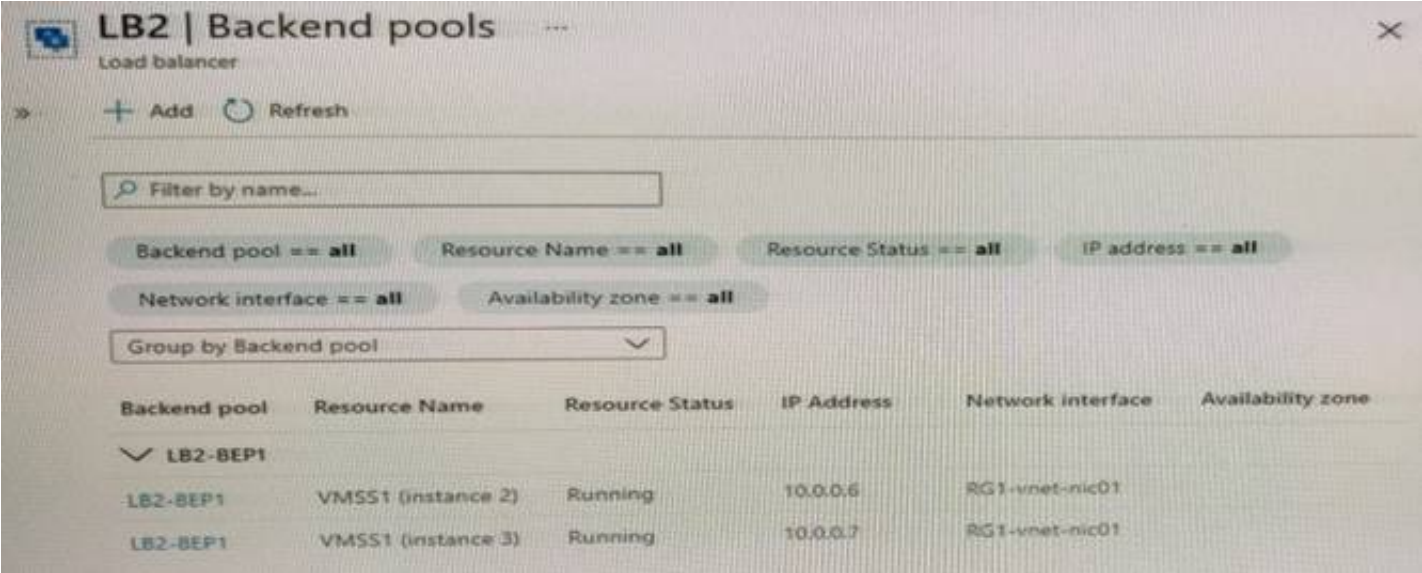 LB2 | Backend pools ...
Load balancer
» + Add Refresh
Filter by name...
Backend pool == all Resource Name == all Resource Status == all IP address == all
Network interface == all Availability zone == all
Group by Backend pool
Backend pool Resource Name Resource Status IP Address Network interface Availability zone
LB2-BEP1
LB2-BEP1 VMSS1 (instance 2) Running 10.0.0.6 RG1-vnet-nic01
LB2-BEP1 VMSS1 (instance 3) Running 10.0.0.7 RG1-vnet-nic01